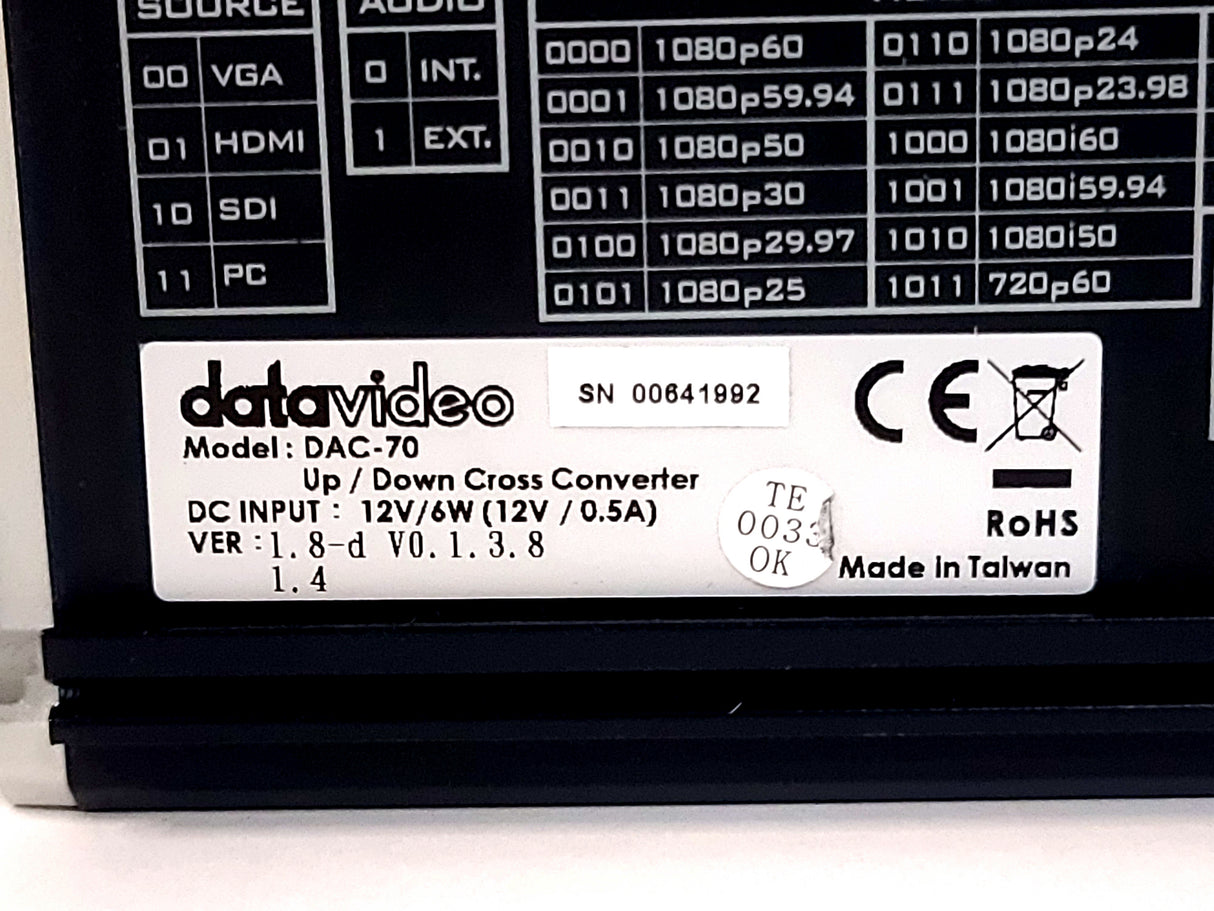 SOURCE
00 VGA
01 HDMI
10 SDI
11 PC
AUDIO
0 INT.
1 EXT.
0000 1080p60 0110 1080p24
0001 1080p59.94 0111 1080p23.98
0010 1080p50 1000 1080i60
0011 1080p30 1001 1080i59.94
0100 1080p29.97 1010 1080i50
0101 1080p25 1011 720p60
datavideo
SN 00641992
CE
Model : DAC-70
Up / Down Cross Converter
DC INPUT : 12V/6W (12V / 0.5A)
VER : 1.8-d V0.1.3.8
1.4
TE
0033
OK
RoHS
Made in Taiwan